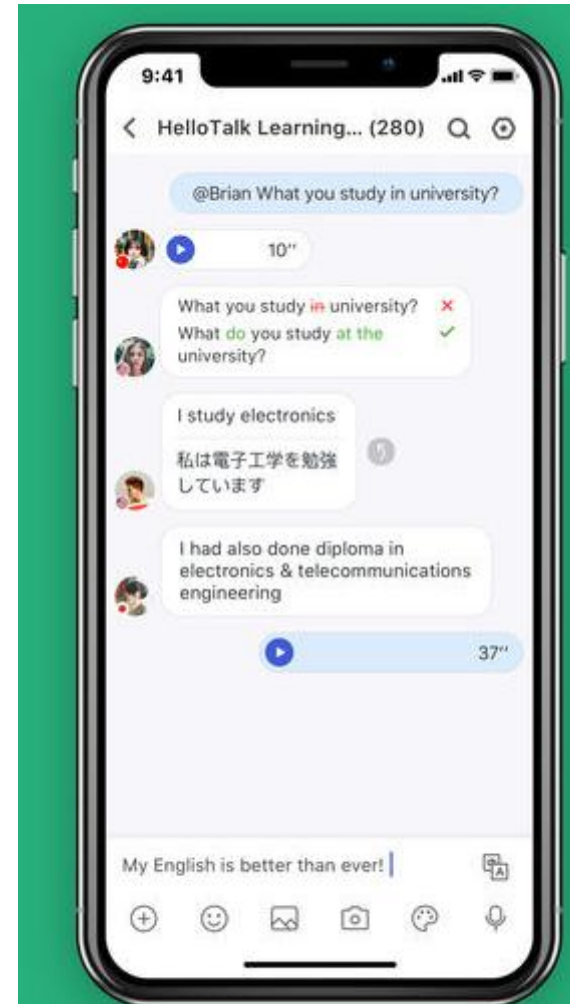 9:41
HelloTalk Learning... (280)
@Brian What you study in university?
10''
What you study in university?
What do you study at the
university?
I study electronics
私は電子工学を勉強
しています
I had also done diploma in
electronics & telecommunications
engineering
37''
My English is better than ever!